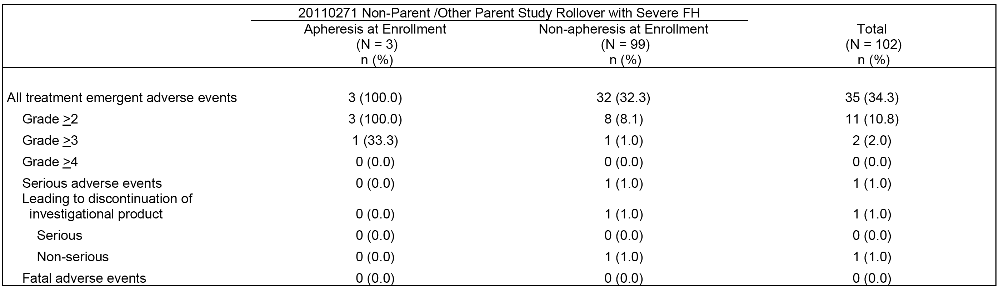 20110271 Non-Parent /Other Parent Study Rollover with Severe FH
Apheresis at Enrollment Non-apheresis at Enrollment Total
(N = 3) (N = 99) (N = 102)
n (%) n (%) n (%)
All treatment emergent adverse events 3 (100.0) 32 (32.3) 35 (34.3)
Grade ≥2 3 (100.0) 8 (8.1) 11 (10.8)
Grade ≥3 1 (33.3) 1 (1.0) 2 (2.0)
Grade ≥4 0 (0.0) 0 (0.0) 0 (0.0)
Serious adverse events 0 (0.0) 1 (1.0) 1 (1.0)
Leading to discontinuation of
investigational product 0 (0.0) 1 (1.0) 1 (1.0)
Serious 0 (0.0) 0 (0.0) 0 (0.0)
Non-serious 0 (0.0) 1 (1.0) 1 (1.0)
Fatal adverse events 0 (0.0) 0 (0.0) 0 (0.0)